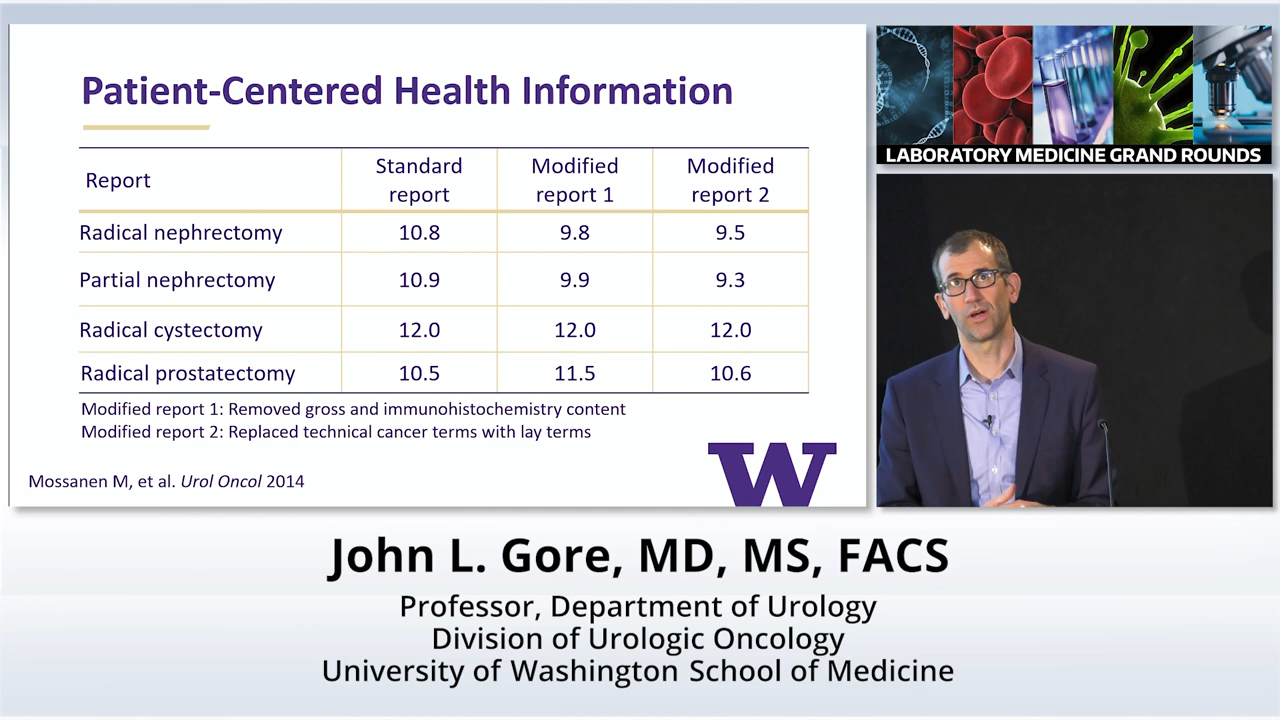 Patient-Centered Health Information
Report
Standard report
Modified report 1
Modified report 2
Radical nephrectomy 10.8 9.8 9.5
Partial nephrectomy 10.9 9.9 9.3
Radical cystectomy 12.0 12.0 12.0
Radical prostatectomy 10.5 11.5 10.6
Modified report 1: Removed gross and immunohistochemistry content
Modified report 2: Replaced technical cancer terms with lay terms
Mossanen M, et al. Urol Oncol 2014
W
LABORATORY MEDICINE GRAND ROUNDS
John L. Gore, MD, MS, FACS
Professor, Department of Urology
Division of Urologic Oncology
University of Washington School of Medicine